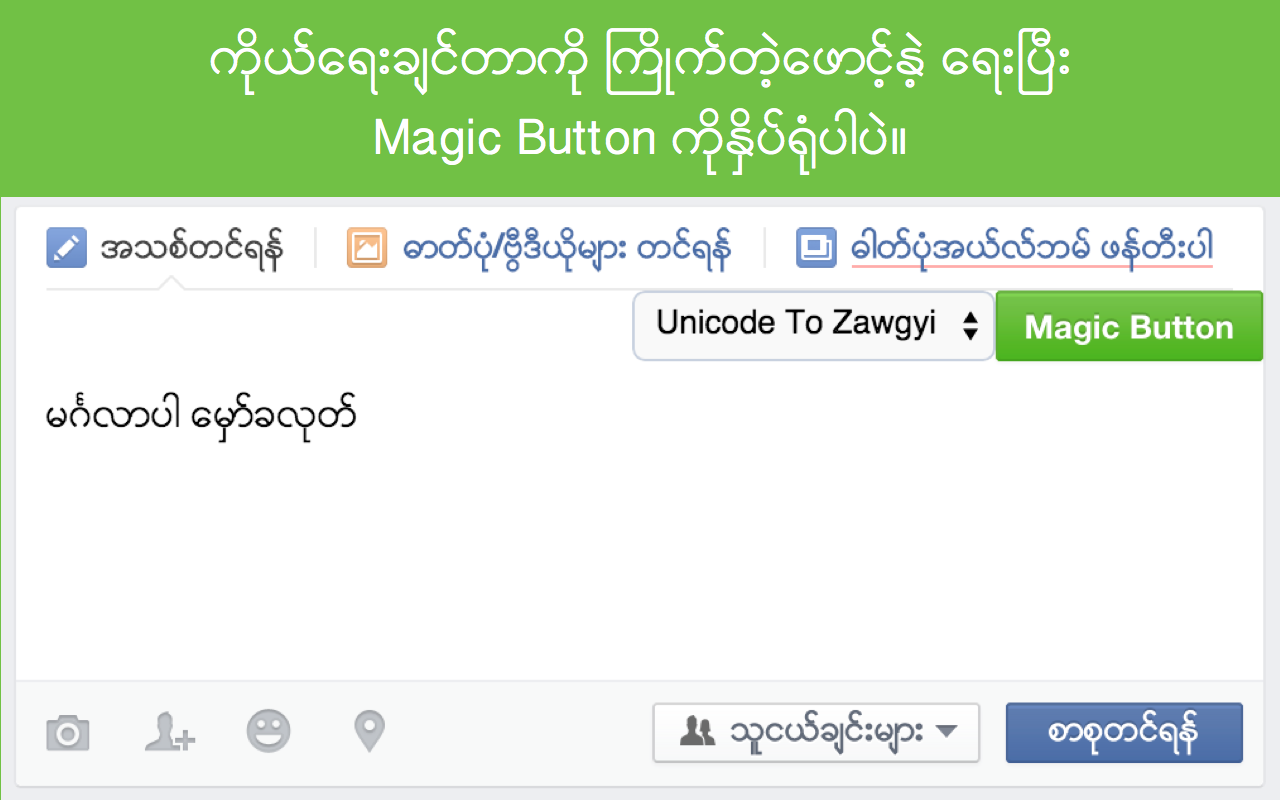 ကိုယ်ရေးချင်တာကို ကြိုက်တဲ့ဖောင့်နဲ့ ရေးပြီး
Magic Button ကိုနှိပ်ရုံပါပဲ။
အသစ်တင်ရန် ဓာတ်ပုံ/ဗွီဒီယိုများ တင်ရန် ဓါတ်ပုံအယ်လ်ဘမ် ဖန်တီးပါ
Unicode To Zawgyi Magic Button
မင်္ဂလာပါ မှော်ခလုတ်
သူငယ်ချင်းများ စာစုတင်ရန်